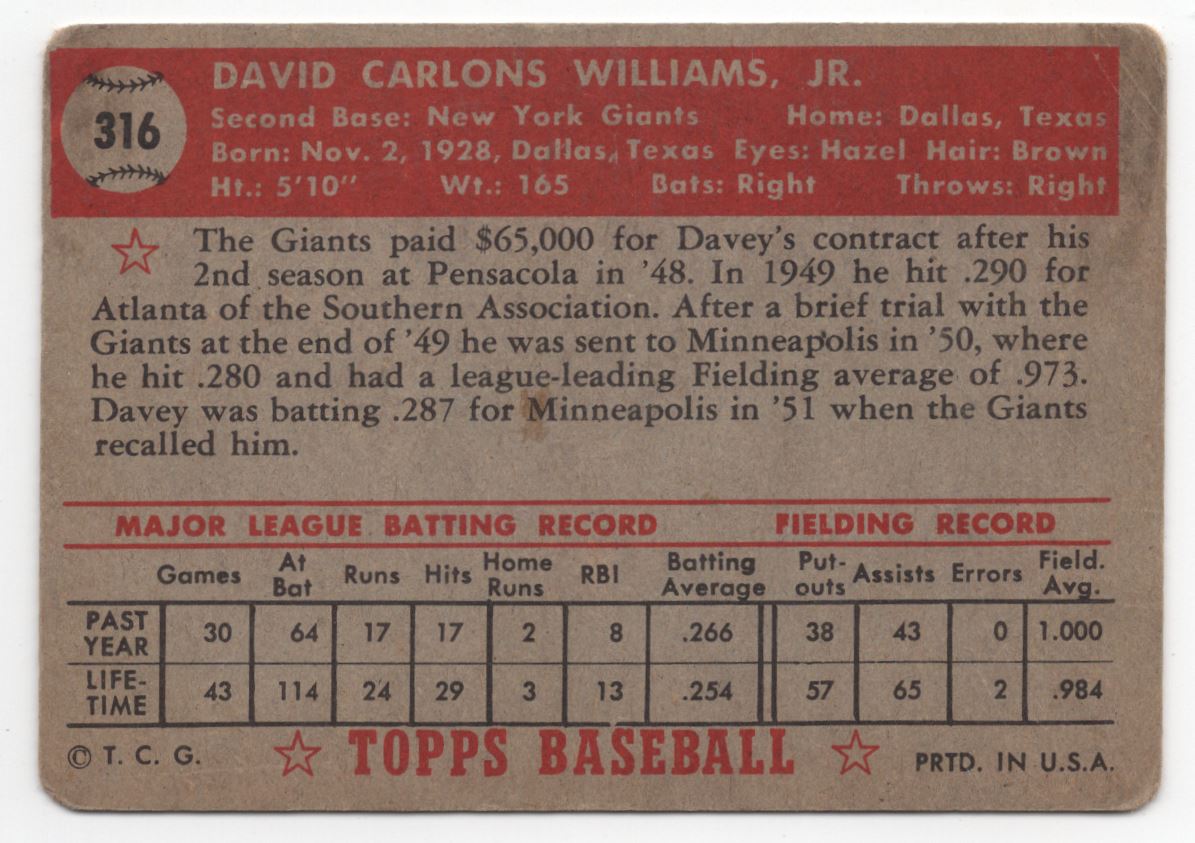 316
DAVID CARLONS WILLIAMS, JR.
Second Base: New York Giants Home: Dallas, Texas
Born: Nov. 2, 1928, Dallas, Texas Eyes: Hazel Hair: Brown
Ht.: 5'10" Wt.: 165 Bats: Right Throws: Right
The Giants paid $65,000 for Davey's contract after his
2nd season at Pensacola in '48. In 1949 he hit .290 for
Atlanta of the Southern Association. After a brief trial with the
Giants at the end of '49 he was sent to Minneapolis in '50, where
he hit .280 and had a league-leading Fielding average of .973.
Davey was batting .287 for Minneapolis in '51 when the Giants
recalled him.
MAJOR LEAGUE BATTING RECORD FIELDING RECORD
Games At Bat Runs Hits Home Runs RBI Batting Average Put-outs Assists Errors Field. Avg.
PAST YEAR 30 64 17 17 2 8 .266 38 43 0 1.000
LIFE-TIME 43 114 24 29 3 13 .254 57 65 2 .984
© T. C. G. TOPPS BASEBALL PRTD. IN U.S.A.